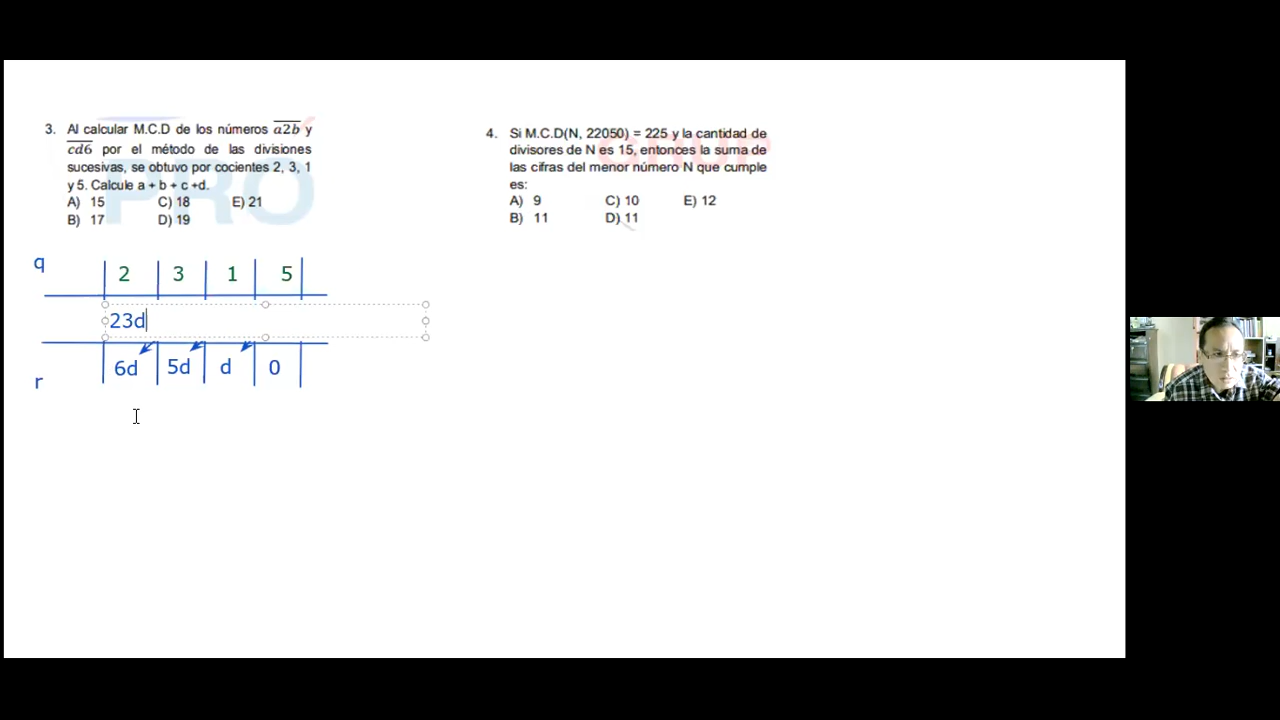 3. Al calcular M.C.D de los números a2b y
cd6 por el método de las divisiones
sucesivas, se obtuvo por cocientes 2, 3, 1
y 5. Calcule a + b + c +d.
A) 15 C) 18 E) 21
B) 17 D) 19
PRO
4. Si M.C.D(N, 22050) = 225 y la cantidad de
divisores de N es 15, entonces la suma de
las cifras del menor número N que cumple
es:
A) 9 C) 10 E) 12
B) 11 D) 11
GRUP
q 2 3 1 5
23d
r 6d 5d d 0